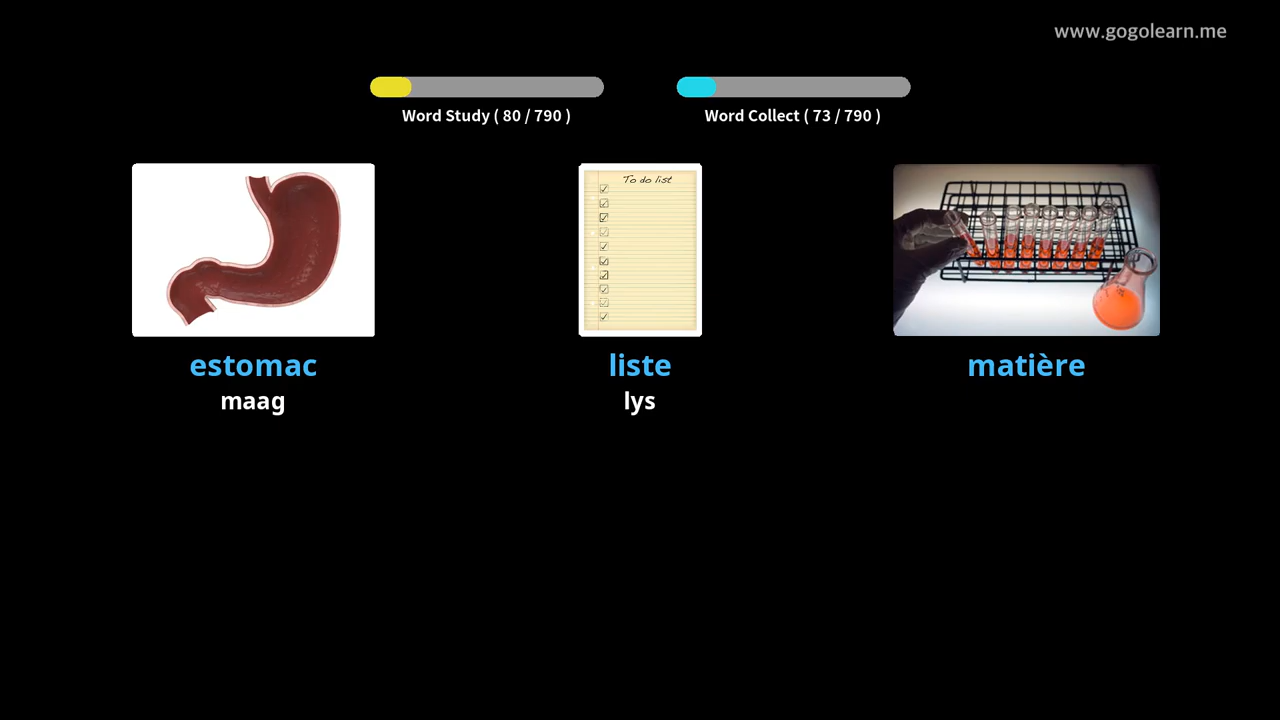 www.gogolearn.me
Word Study ( 80 / 790 )
Word Collect ( 73 / 790 )
To do list
estomac
liste
matière
maag
lys